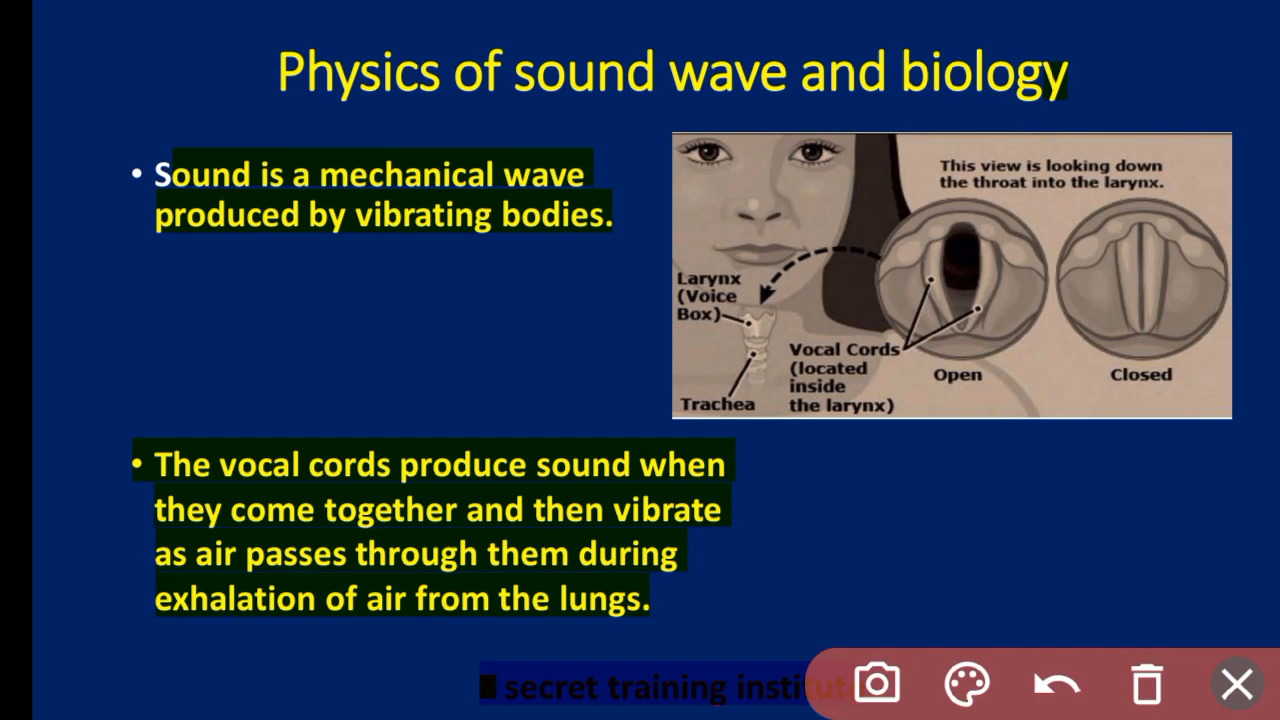 Physics of sound wave and biology
• Sound is a mechanical wave
produced by vibrating bodies.
This view is looking down
the throat into the larynx.
Larynx
(Voice
Box)
Vocal Cords
(located
inside
the larynx)
Trachea
Open
Closed
• The vocal cords produce sound when
they come together and then vibrate
as air passes through them during
exhalation of air from the lungs.
secret training institute